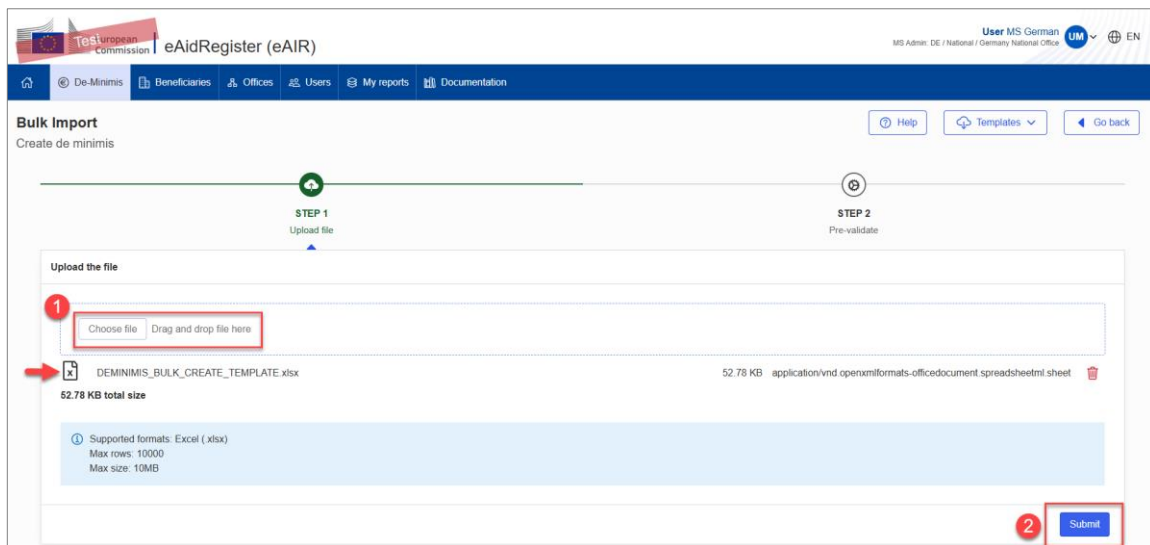 Test
European
Commission
eAidRegister (eAIR)
User MS German
MS Admin: DE / National / Germany National Office
UM
EN
De-Minimis
Beneficiaries
Offices
Users
My reports
Documentation
Bulk Import
Create de minimis
Help
Templates
Go back
STEP 1
Upload file
STEP 2
Pre-validate
Upload the file
1
Choose file
Drag and drop file here
DEMINIMIS_BULK_CREATE_TEMPLATE.xlsx
52.78 KB
application/vnd.openxmlformats-officedocument.spreadsheetml.sheet
52.78 KB total size
Supported formats: Excel (.xlsx)
Max rows: 10000
Max size: 10MB
2
Submit